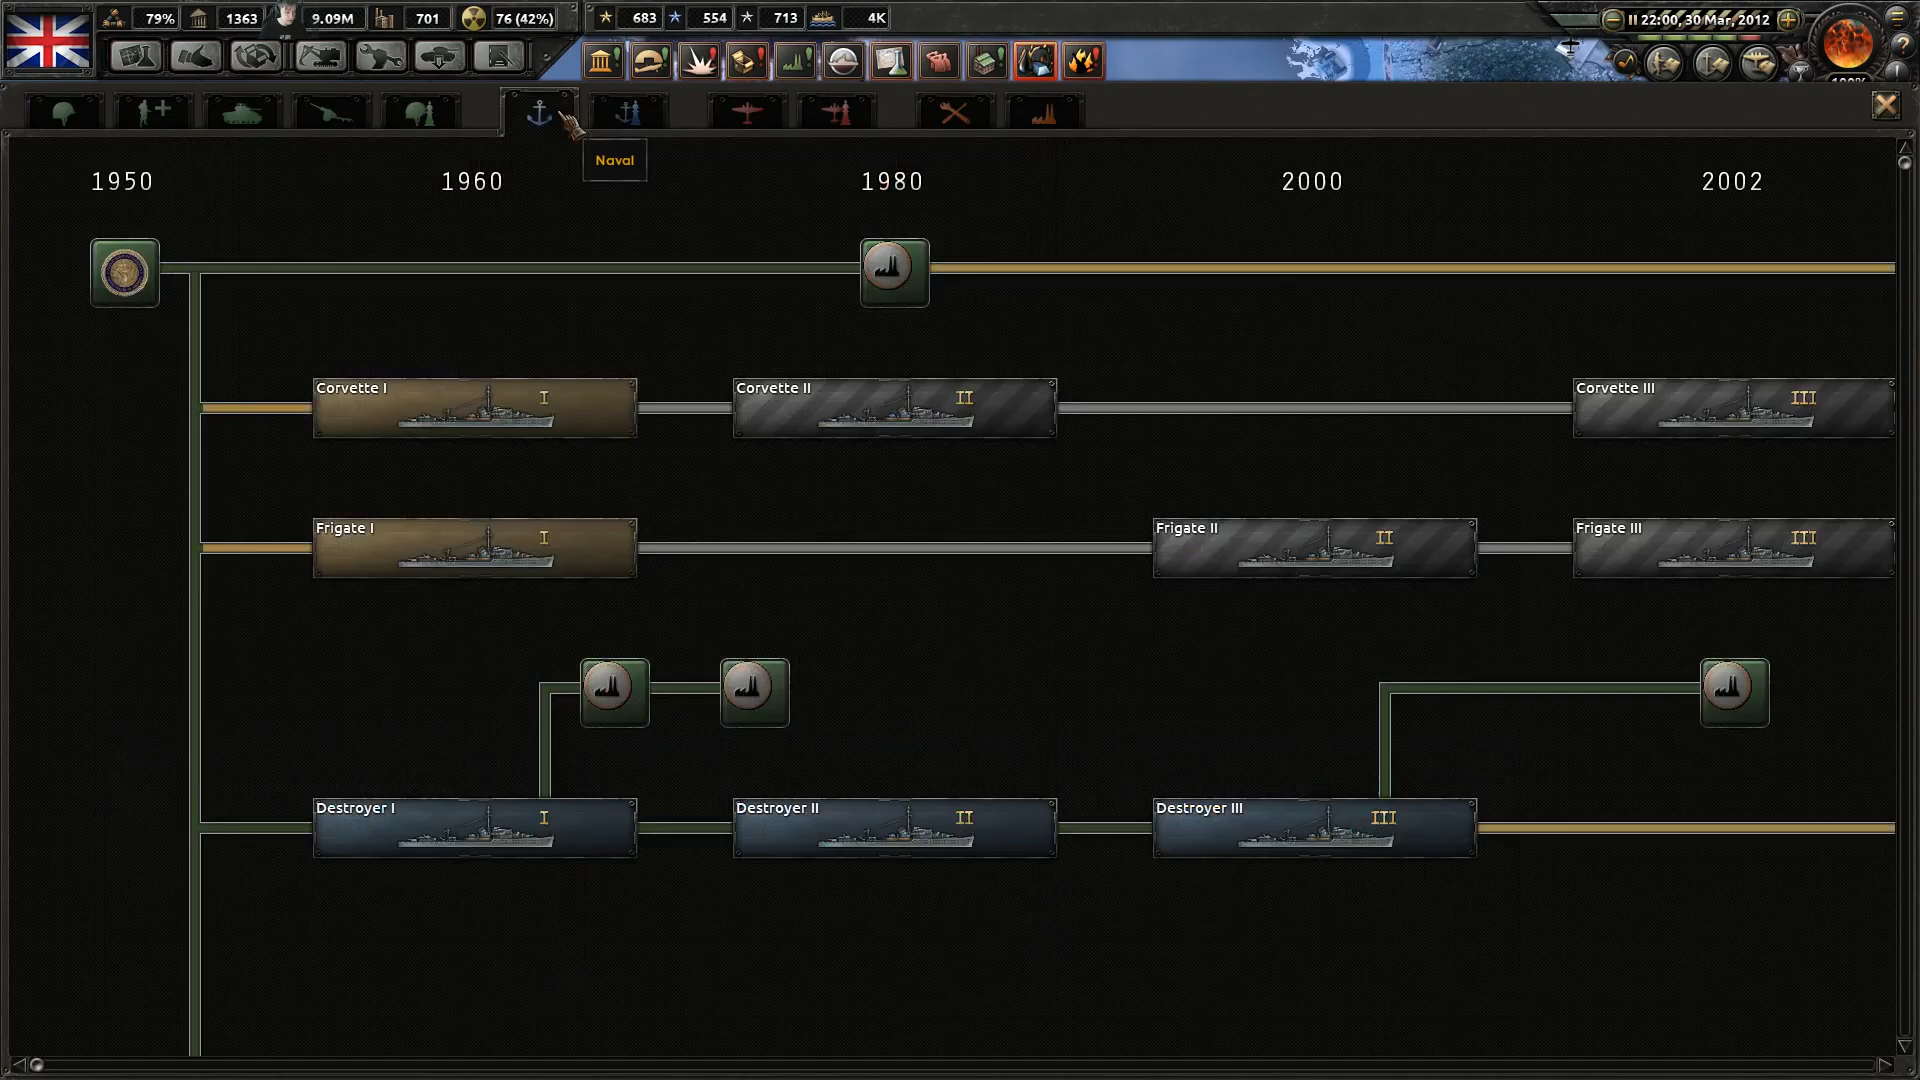 79% 1363 9.09M 701 76 (42%) 683 554 713 4K 22:00, 30 Mar, 2012
Naval
1950 1960 1980 2000 2002
Corvette I I Corvette II II Corvette III III
Frigate I I Frigate II II Frigate III III
Destroyer I I Destroyer II II Destroyer III III